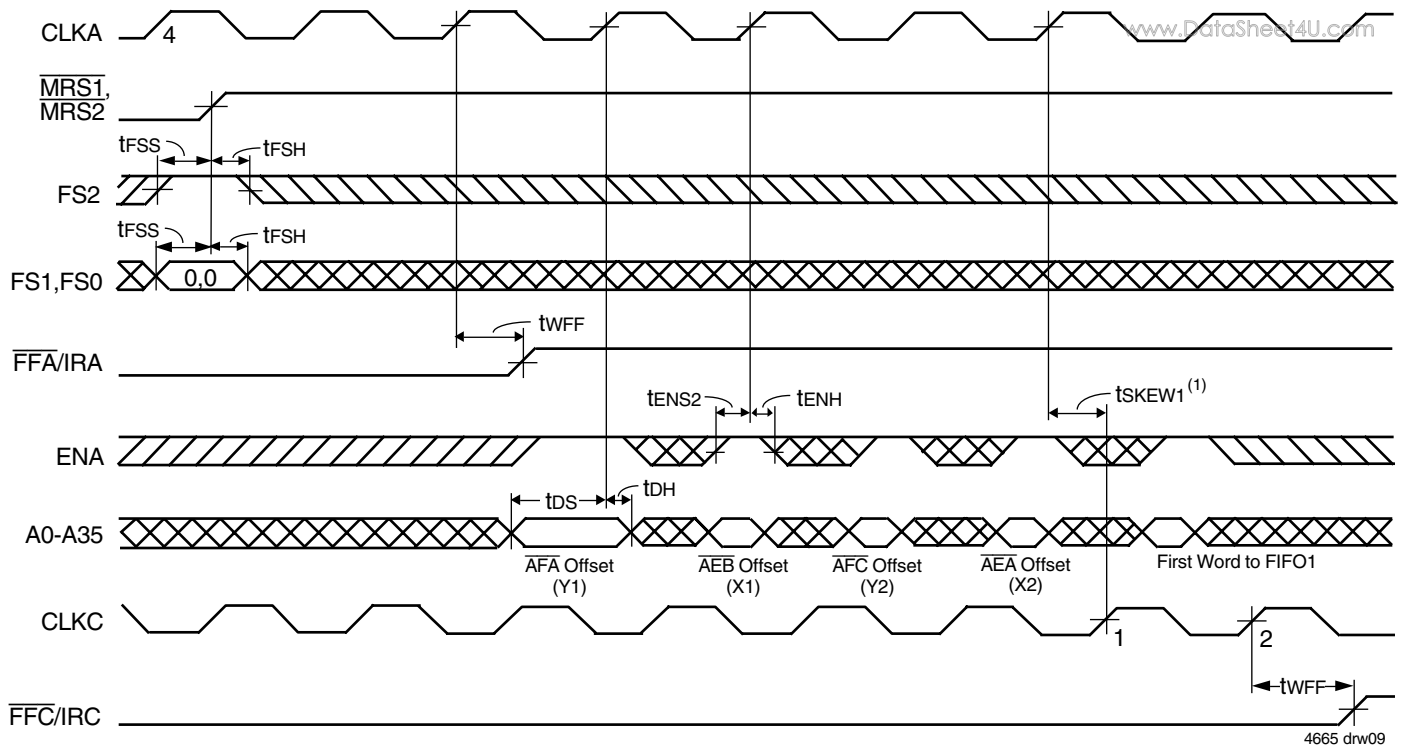 www.DataSheet4U.com
CLKA
4
MRS1,
MRS2
tFSS
tFSH
FS2
tFSS
tFSH
FS1,FS0
0,0
tWFF
FFA/IRA
tENS2
tENH
tSKEW1(1)
ENA
tDS
tDH
A0-A35
AFA Offset
(Y1)
AEB Offset
(X1)
AFC Offset
(Y2)
AEA Offset
(X2)
First Word to FIFO1
CLKC
1
2
tWFF
FFC/IRC
4665 drw09